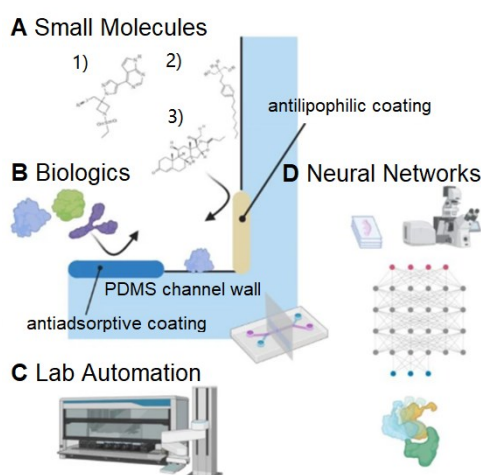 A Small Molecules
1)
2)
3)
antilipophilic coating
B Biologics
D Neural Networks
PDMS channel wall
antiadsorptive coating
C Lab Automation